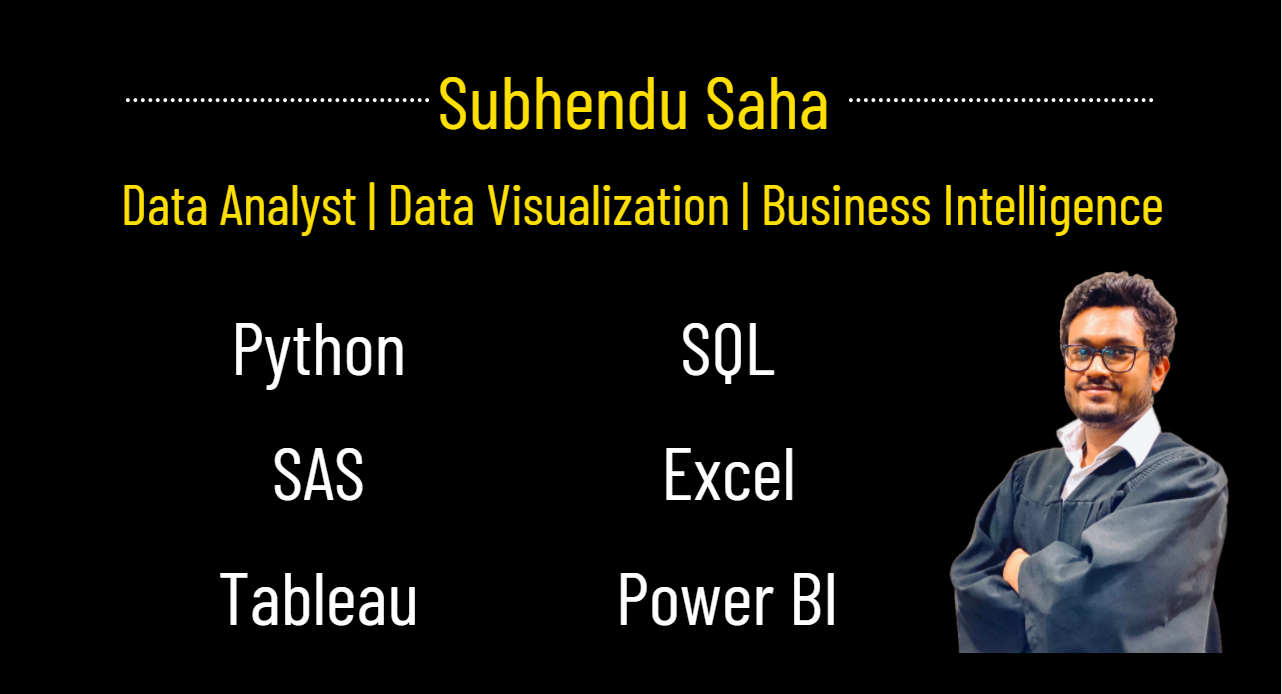 Subhendu Saha
Data Analyst | Data Visualization | Business Intelligence
Python SQL
SAS Excel
Tableau Power BI